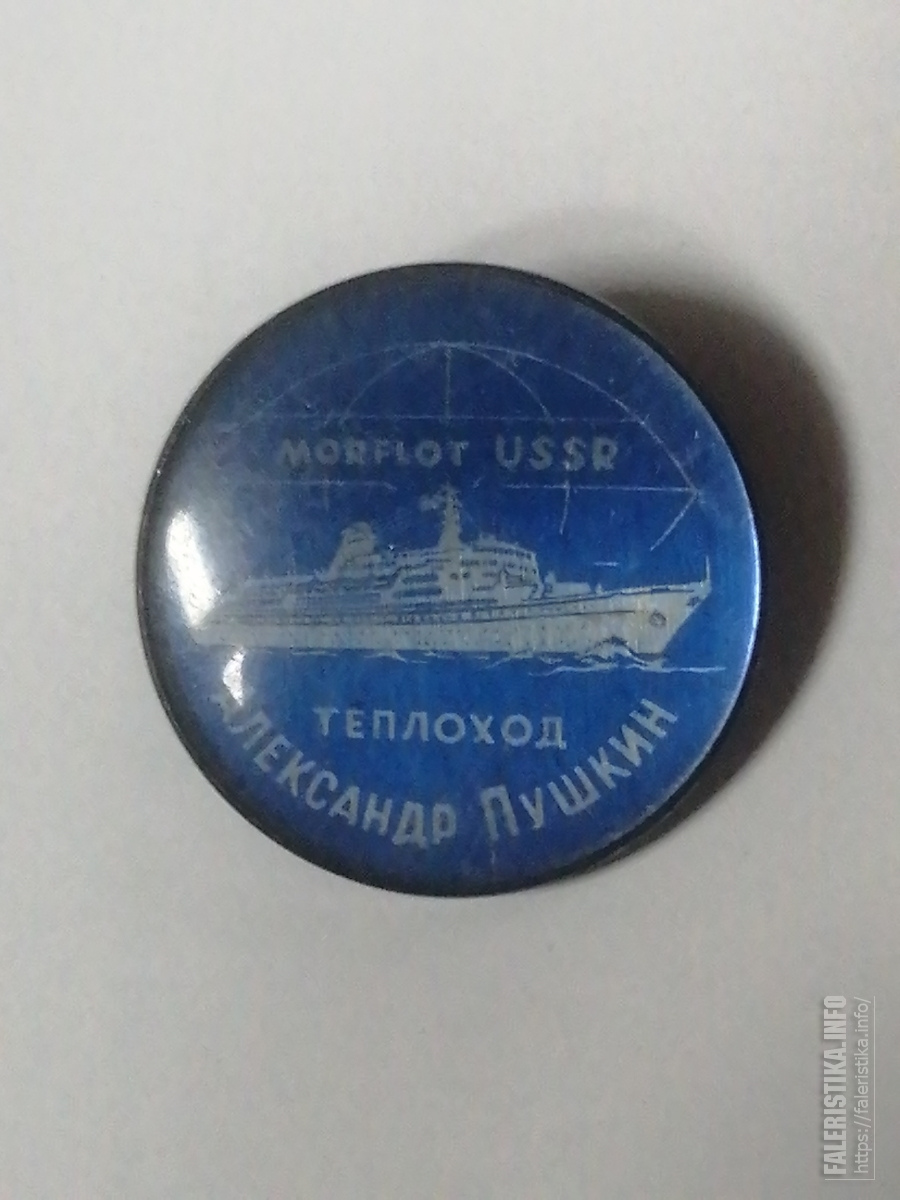 MORFLOT USSR
ТЕПЛОХОД
АЛЕКСАНДР ПУШКИН
FALERISTIKA.INFO
https://faleristika.info/